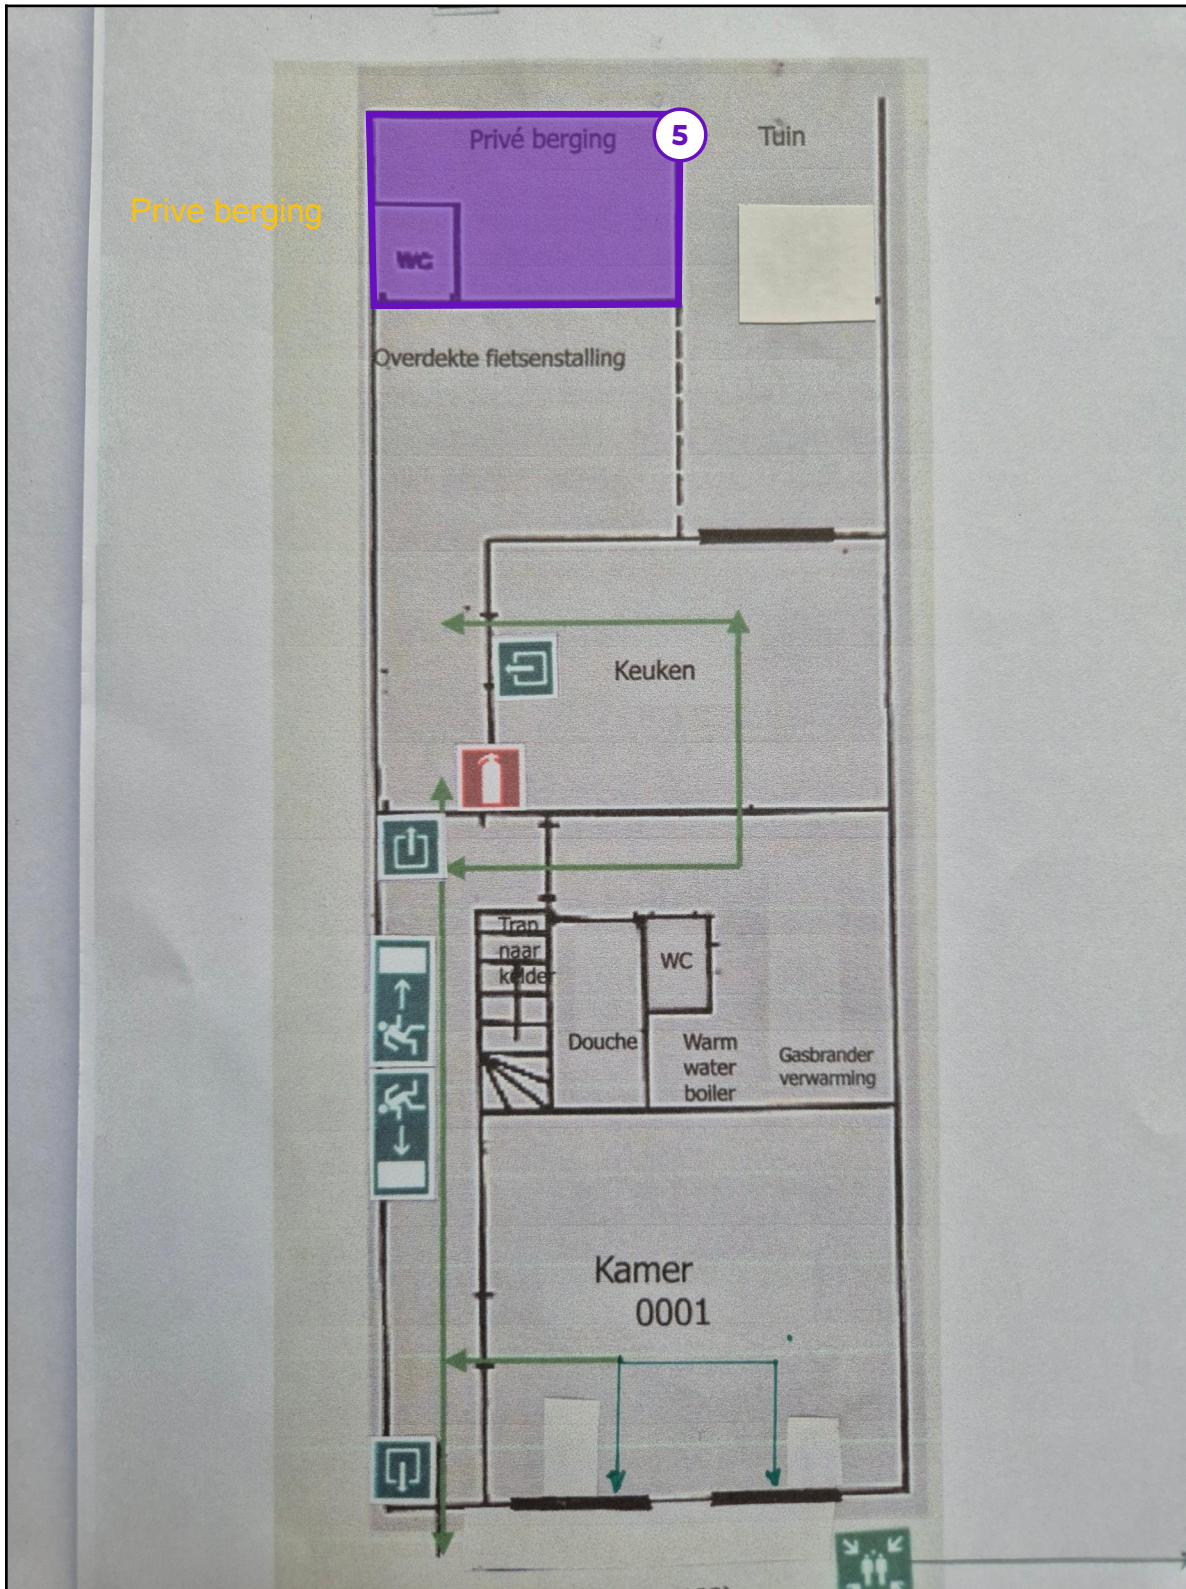 Privé berging
5
Tuin
Prive berging
WC
Overdekte fietsenstalling
Keuken
Trap
naar
kelder
WC
Douche
Warm
water
boiler
Gasbrander
verwarming
Kamer
0001